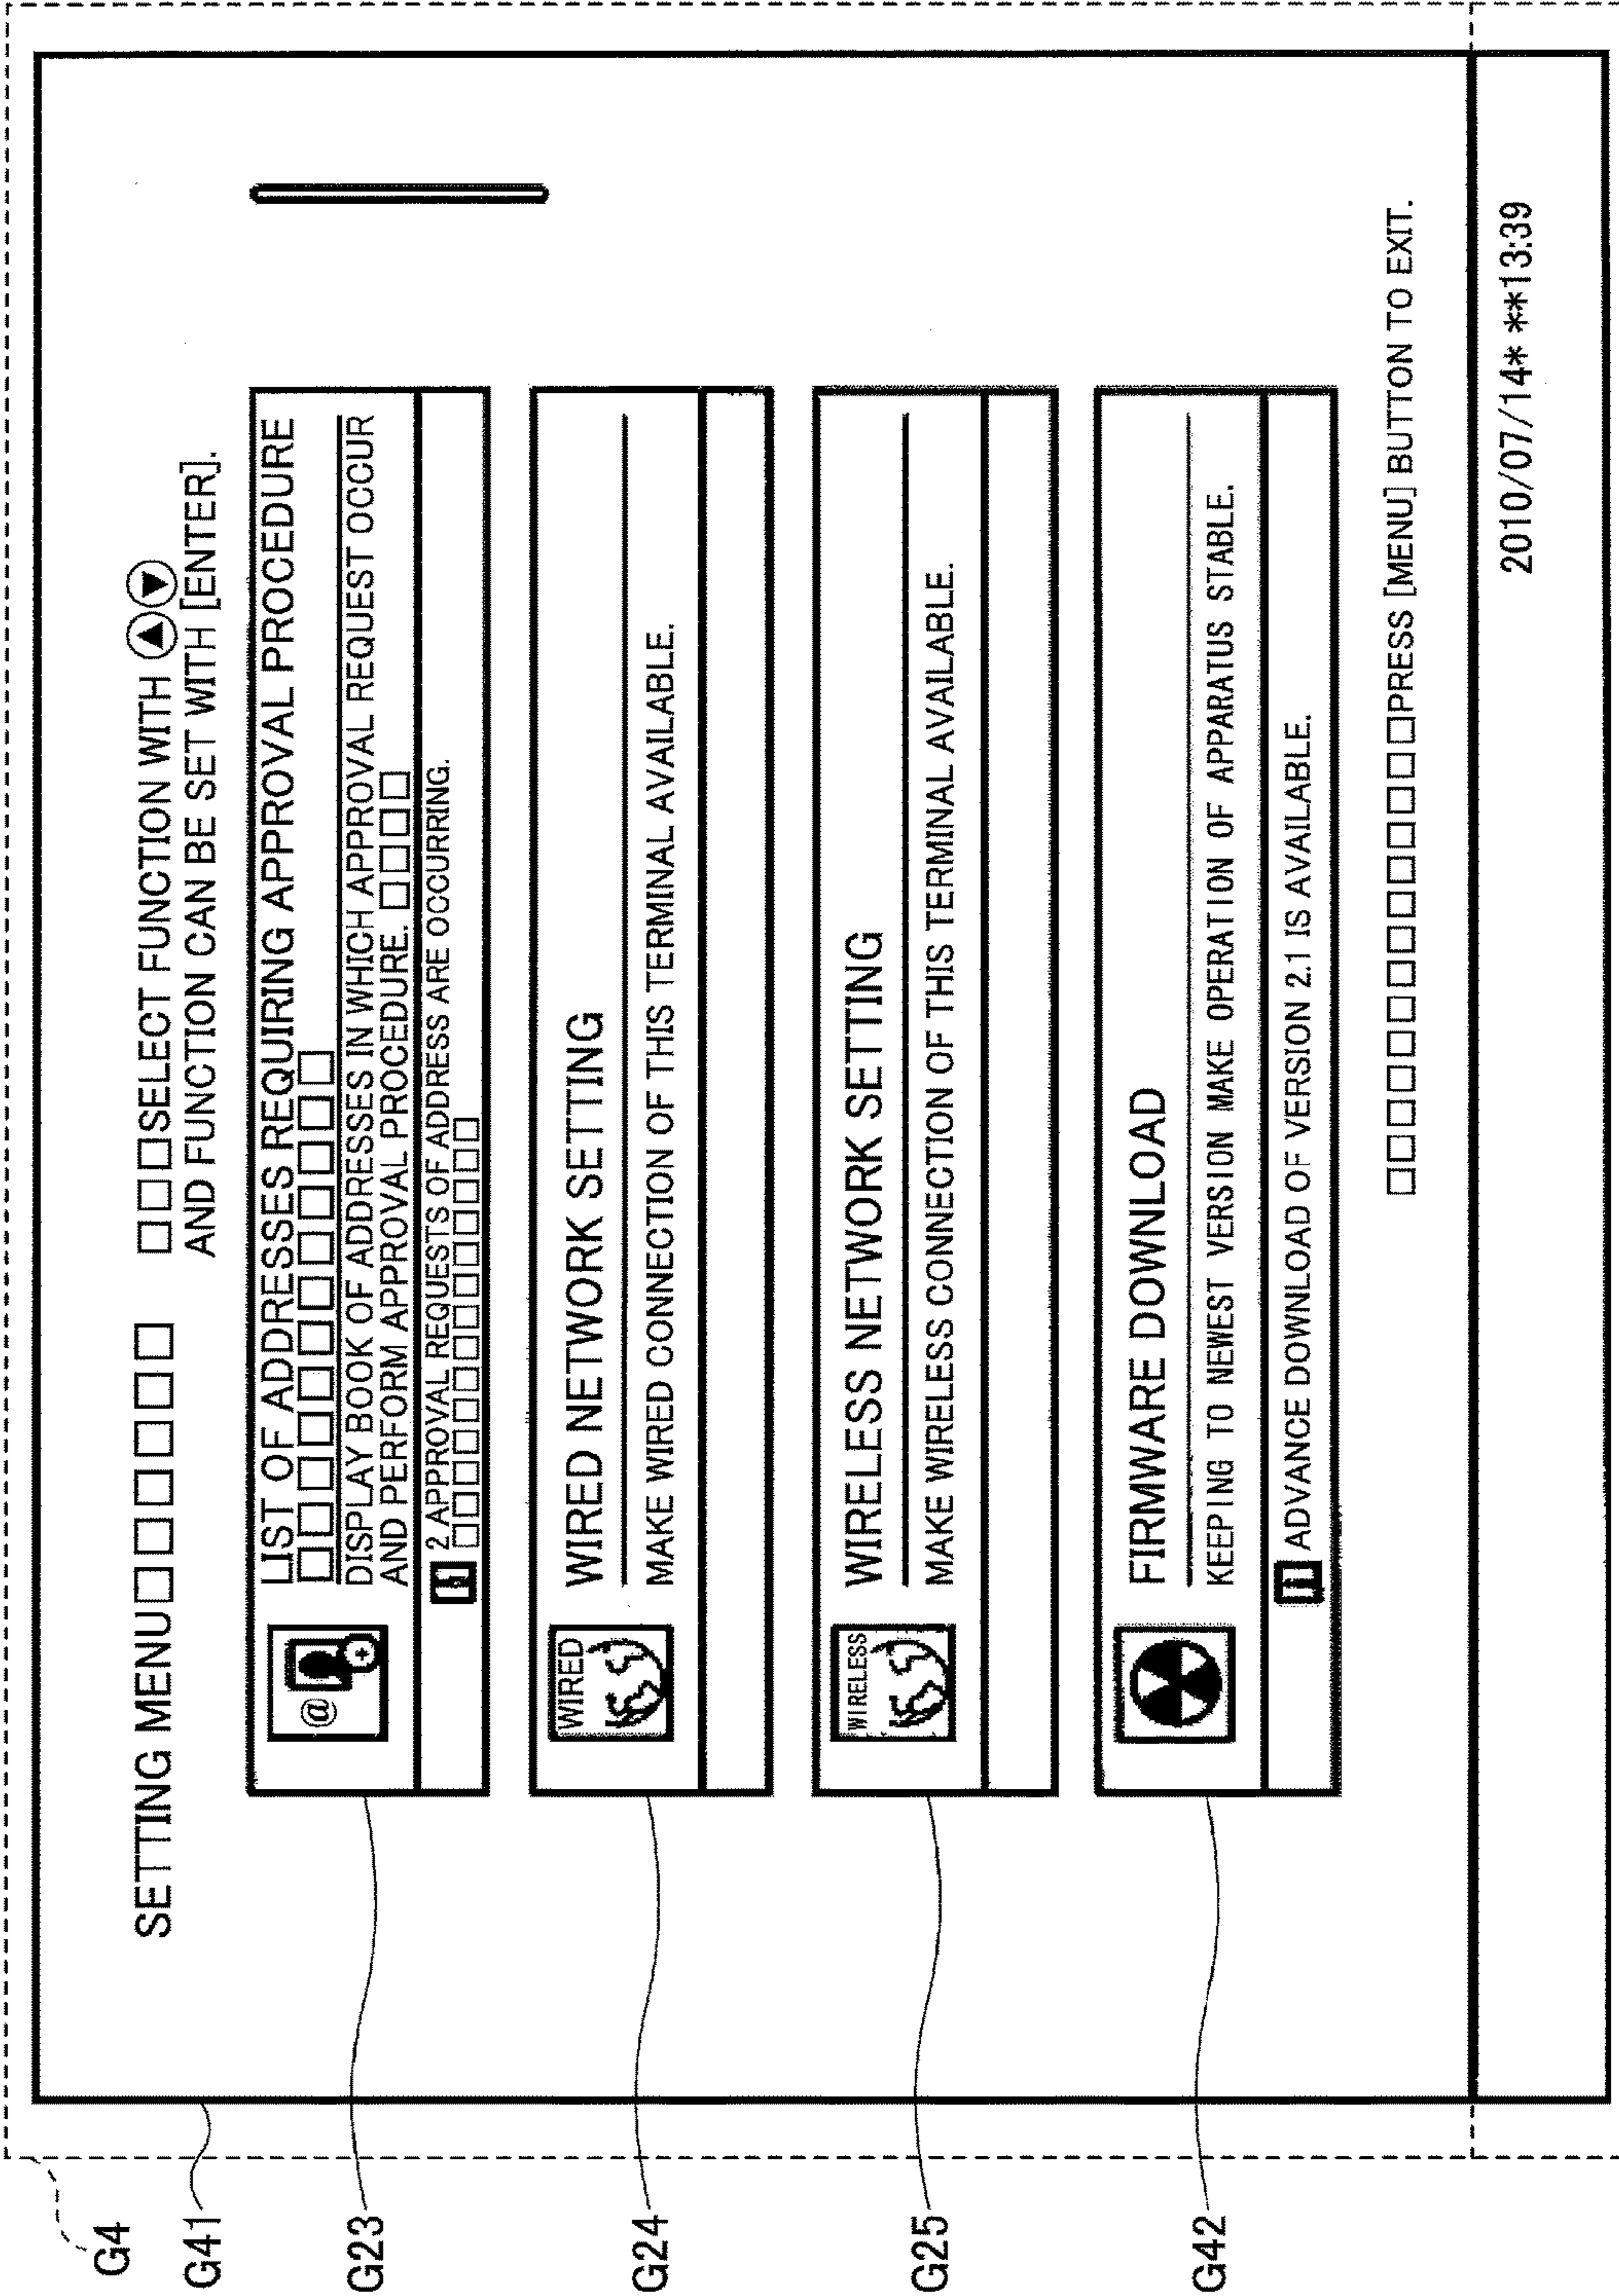 G4
G41
SETTING MENU□□□□□□
□□□SELECT FUNCTION WITH ▲▼
AND FUNCTION CAN BE SET WITH [ENTER].
G23
@
LIST OF ADDRESSES REQUIRING APPROVAL PROCEDURE
□□□□□□□□□□□□
DISPLAY BOOK OF ADDRESSES IN WHICH APPROVAL REQUEST OCCUR
AND PERFORM APPROVAL PROCEDURE. □□□□
i 2 APPROVAL REQUESTS OF ADDRESS ARE OCCURRING.
□□□□□□□□□□□□□□
G24
WIRED
WIRED NETWORK SETTING
MAKE WIRED CONNECTION OF THIS TERMINAL AVAILABLE.
G25
WIRELESS
WIRELESS NETWORK SETTING
MAKE WIRELESS CONNECTION OF THIS TERMINAL AVAILABLE.
G42
FIRMWARE DOWNLOAD
KEEPING TO NEWEST VERSION MAKE OPERATION OF APPARATUS STABLE.
i ADVANCE DOWNLOAD OF VERSION 2.1 IS AVAILABLE.
□□□□□□□□□□□□□□PRESS [MENU] BUTTON TO EXIT.
2010/07/14* **13:39